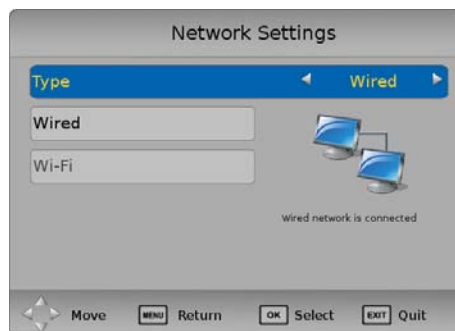 Network Settings
Type Wired
Wired
Wi-Fi
Wired network is connected
Move MENU Return OK Select EXIT Quit